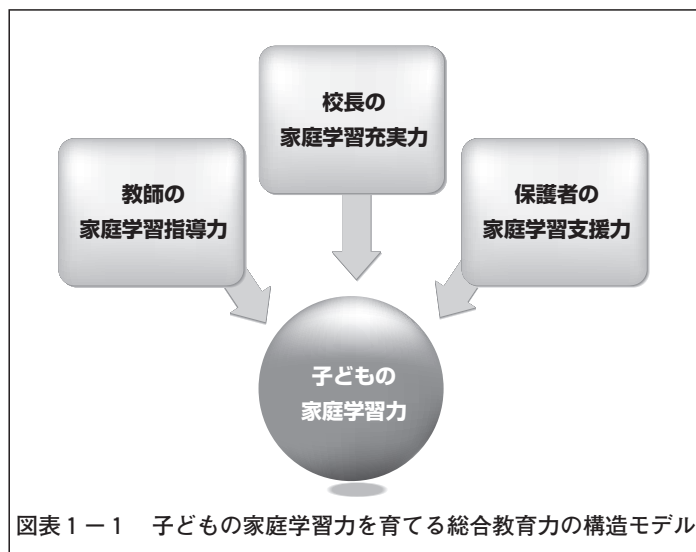 校長の
家庭学習充実力
教師の
家庭学習指導力
保護者の
家庭学習支援力
子どもの
家庭学習力
図表1－1　子どもの家庭学習力を育てる総合教育力の構造モデル